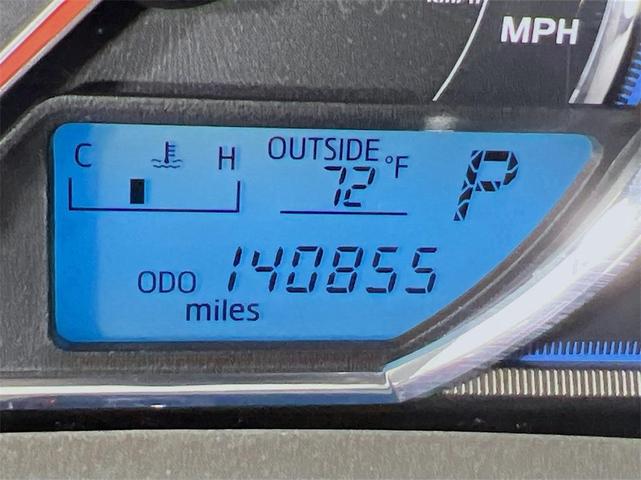 MPH
C H OUTSIDE °F P
72
ODO 140855
miles